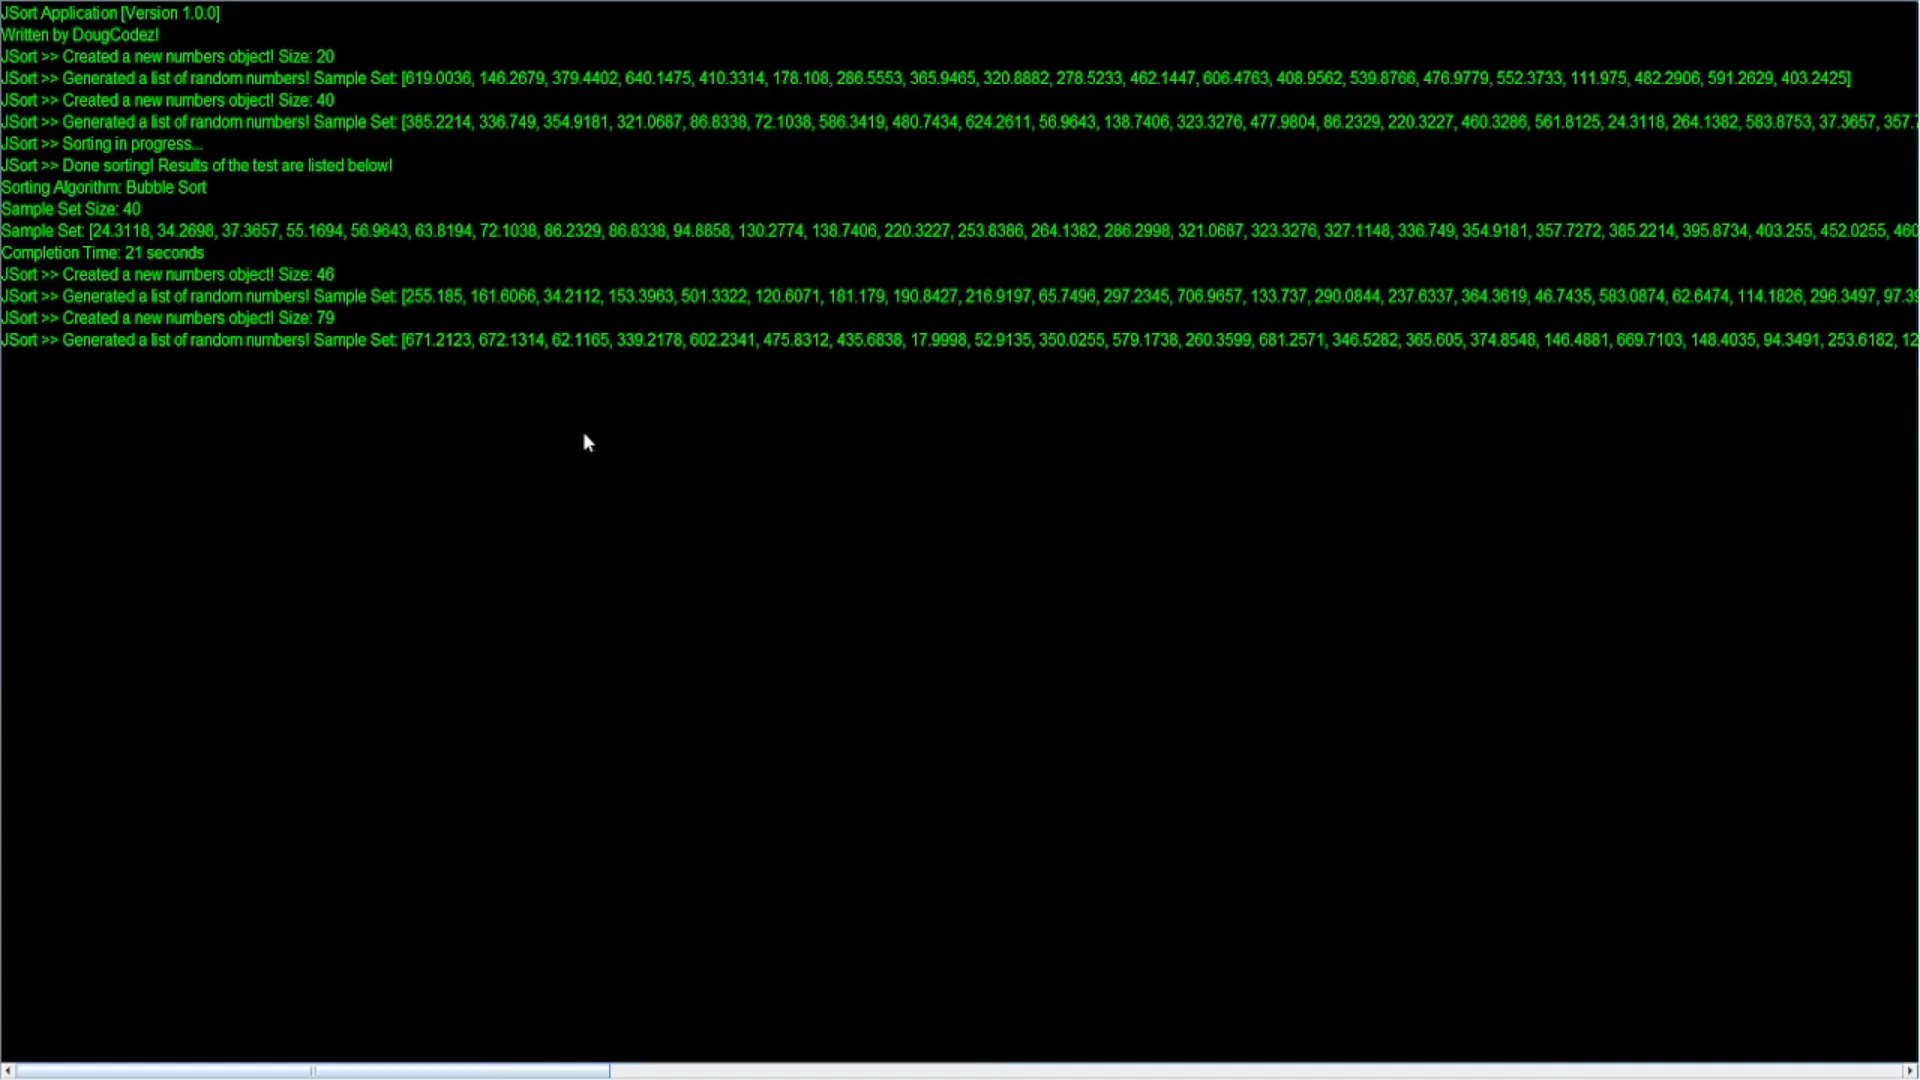 JSort Application [Version 1.0.0]
Written by DougCodez!
JSort >> Created a new numbers object! Size: 20
JSort >> Generated a list of random numbers! Sample Set: [619.0036, 146.2679, 379.4402, 640.1475, 410.3314, 178.108, 286.5553, 365.9465, 320.8882, 278.5233, 462.1447, 606.4763, 408.9562, 539.8766, 476.9779, 552.3733, 111.975, 482.2906, 591.2629, 403.2425]
JSort >> Created a new numbers object! Size: 40
JSort >> Generated a list of random numbers! Sample Set: [385.2214, 336.749, 354.9181, 321.0687, 86.8338, 72.1038, 586.3419, 480.7434, 624.2611, 56.9643, 138.7406, 323.3276, 477.9804, 86.2329, 220.3227, 460.3286, 561.8125, 24.3118, 264.1382, 583.8753, 37.3657, 357.
JSort >> Sorting in progress...
JSort >> Done sorting! Results of the test are listed below!
Sorting Algorithm: Bubble Sort
Sample Set Size: 40
Sample Set: [24.3118, 34.2698, 37.3657, 55.1694, 56.9643, 63.8194, 72.1038, 86.2329, 86.8338, 94.8858, 130.2774, 138.7406, 220.3227, 253.8386, 264.1382, 286.2998, 321.0687, 323.3276, 327.1148, 336.749, 354.9181, 357.7272, 385.2214, 395.8734, 403.255, 452.0255, 460
Completion Time: 21 seconds
JSort >> Created a new numbers object! Size: 46
JSort >> Generated a list of random numbers! Sample Set: [255.185, 161.6066, 34.2112, 153.3963, 501.3322, 120.6071, 181.179, 190.8427, 216.9197, 65.7496, 297.2345, 706.9657, 133.737, 290.0844, 237.6337, 364.3619, 46.7435, 583.0874, 62.6474, 114.1826, 296.3497, 97.39
JSort >> Created a new numbers object! Size: 79
JSort >> Generated a list of random numbers! Sample Set: [671.2123, 672.1314, 62.1165, 339.2178, 602.2341, 475.8312, 435.6838, 17.9998, 52.9135, 350.0255, 579.1738, 260.3599, 681.2571, 346.5282, 365.605, 374.8548, 146.4881, 669.7103, 148.4035, 94.3491, 253.6182, 12